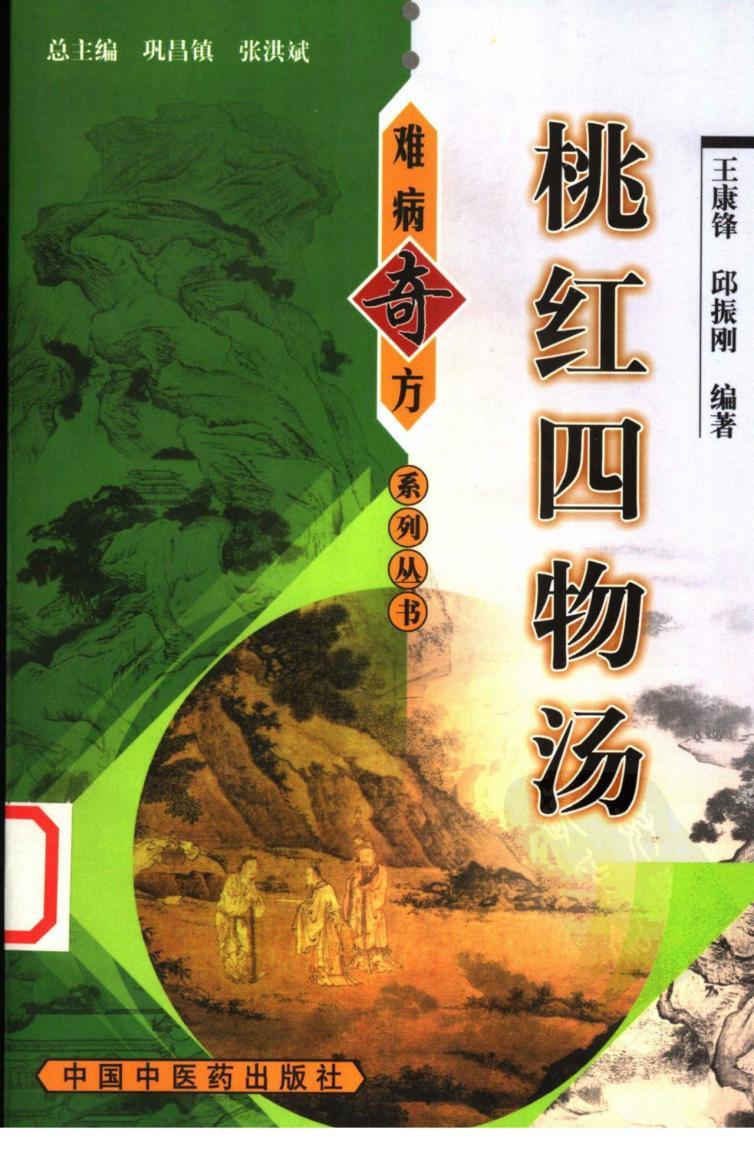 总主编 巩昌镇 张洪斌
难病奇方
系列丛书
桃红四物汤
王康锋 邱振刚 编著
中国中医药出版社